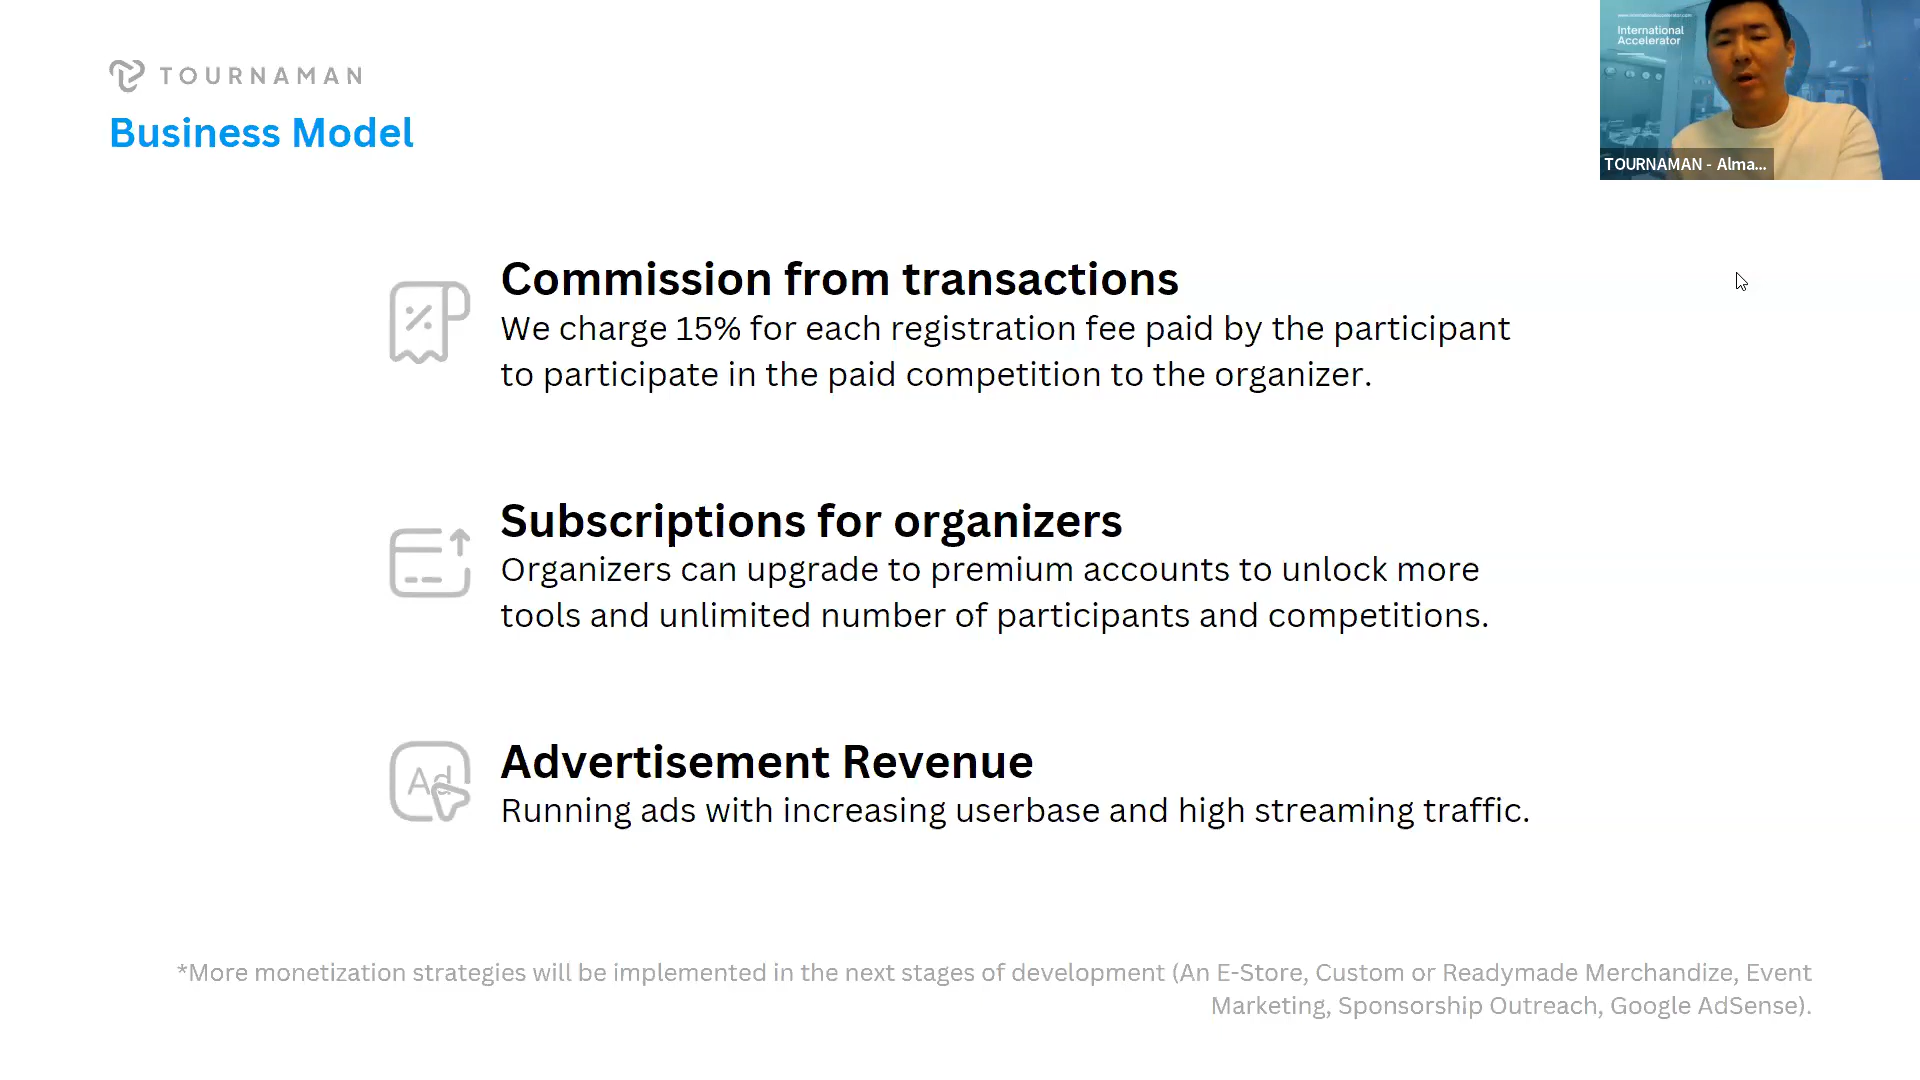 TOURNAMAN
Business Model
www.internationalaccelerator.com
International
Accelerator
TOURNAMAN - Alma...
Commission from transactions
We charge 15% for each registration fee paid by the participant
to participate in the paid competition to the organizer.
Subscriptions for organizers
Organizers can upgrade to premium accounts to unlock more
tools and unlimited number of participants and competitions.
Ad
Advertisement Revenue
Running ads with increasing userbase and high streaming traffic.
*More monetization strategies will be implemented in the next stages of development (An E-Store, Custom or Readymade Merchandize, Event
Marketing, Sponsorship Outreach, Google AdSense).